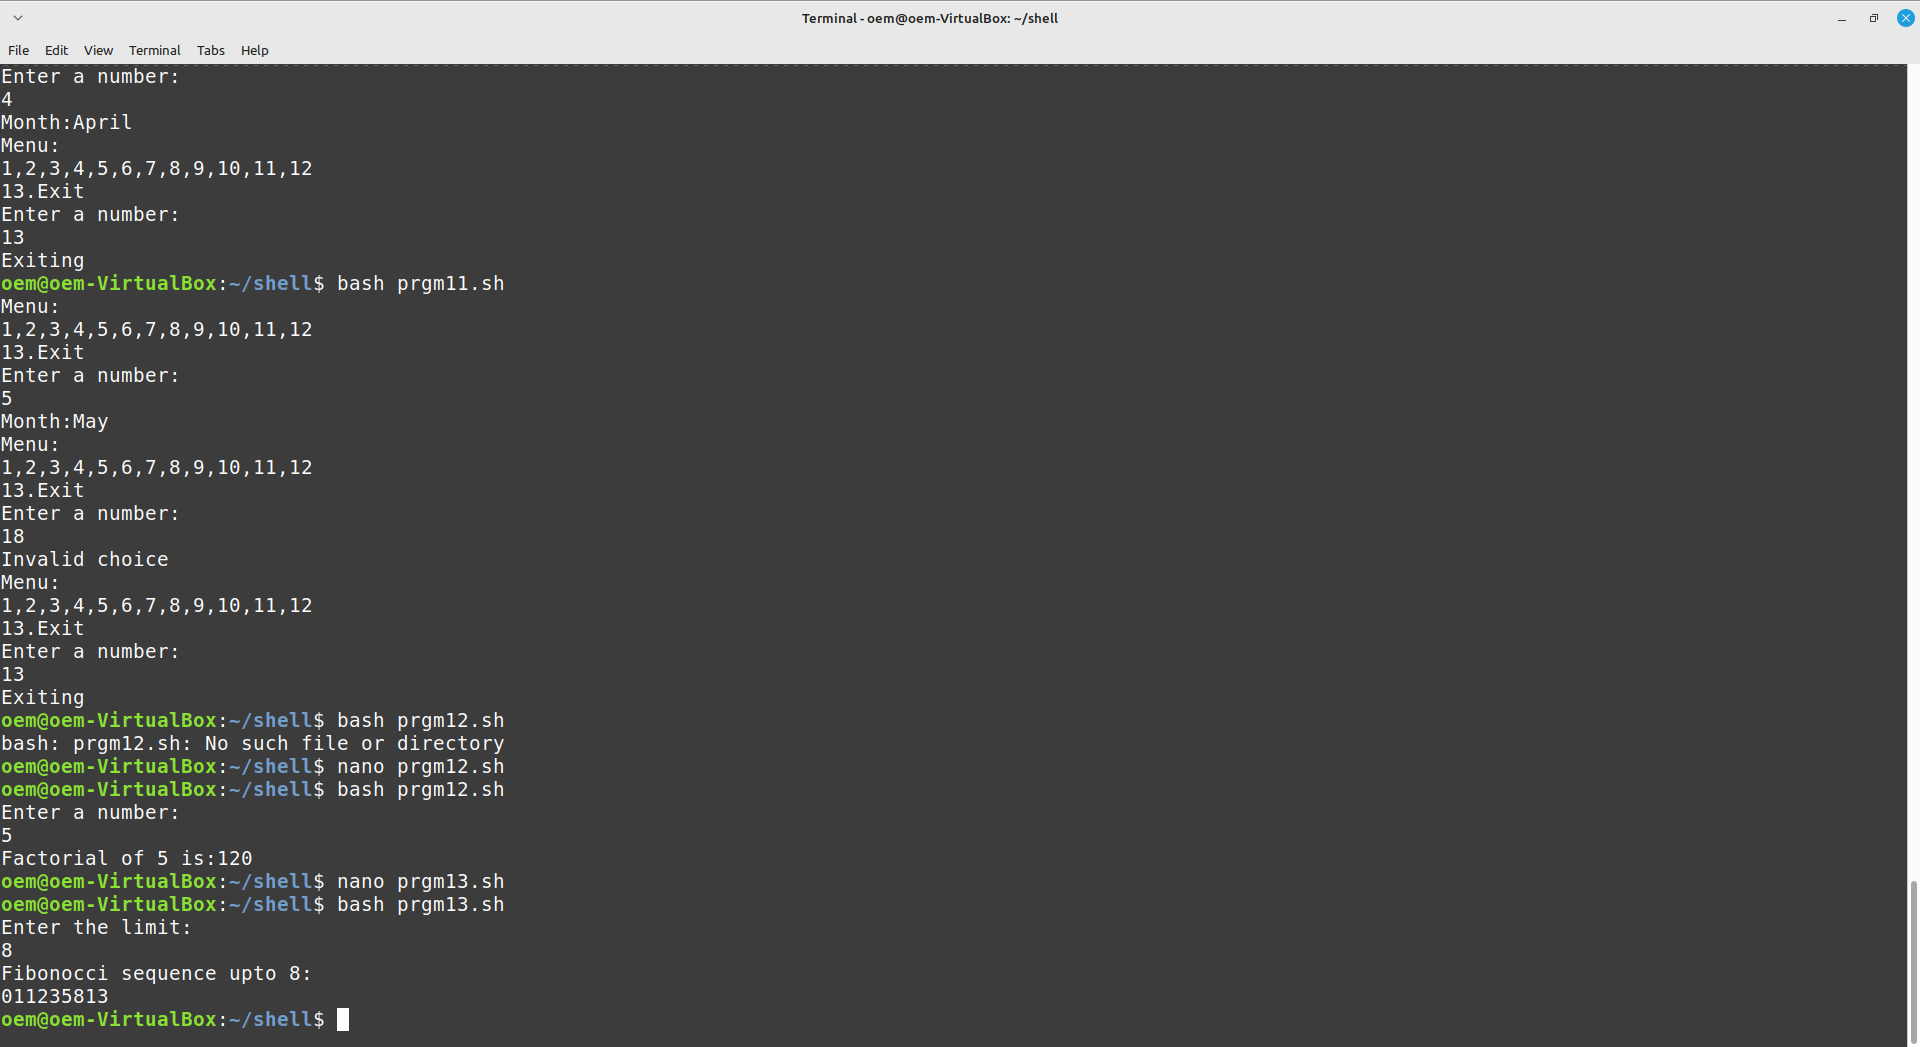 Terminal - oem@oem-VirtualBox: ~/shell
File Edit View Terminal Tabs Help
Enter a number:
4
Month:April
Menu:
1,2,3,4,5,6,7,8,9,10,11,12
13.Exit
Enter a number:
13
Exiting
oem@oem-VirtualBox:~/shell$ bash prgm11.sh
Menu:
1,2,3,4,5,6,7,8,9,10,11,12
13.Exit
Enter a number:
5
Month:May
Menu:
1,2,3,4,5,6,7,8,9,10,11,12
13.Exit
Enter a number:
18
Invalid choice
Menu:
1,2,3,4,5,6,7,8,9,10,11,12
13.Exit
Enter a number:
13
Exiting
oem@oem-VirtualBox:~/shell$ bash prgm12.sh
bash: prgm12.sh: No such file or directory
oem@oem-VirtualBox:~/shell$ nano prgm12.sh
oem@oem-VirtualBox:~/shell$ bash prgm12.sh
Enter a number:
5
Factorial of 5 is:120
oem@oem-VirtualBox:~/shell$ nano prgm13.sh
oem@oem-VirtualBox:~/shell$ bash prgm13.sh
Enter the limit:
8
Fibonocci sequence upto 8:
011235813
oem@oem-VirtualBox:~/shell$